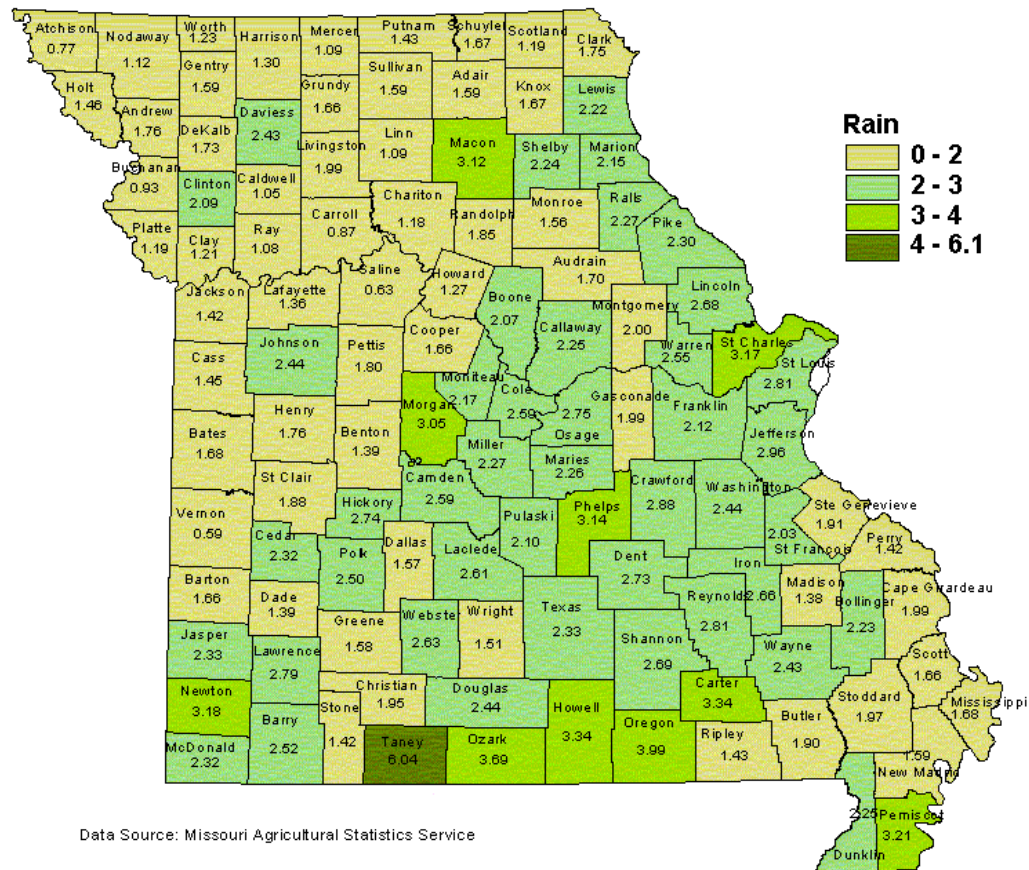 Atchison
0.77
Nodaway
1.12
Worth
1.23
Harrison
1.30
Mercer
1.09
Putnam
1.43
Schuyler
1.67
Scotland
1.19
Clark
1.75
Holt
1.46
Gentry
1.59
Grundy
1.66
Sullivan
1.59
Adair
1.59
Knox
1.67
Lewis
2.22
Andrew
1.76
DeKalb
1.73
Daviess
2.43
Livingston
1.99
Linn
1.09
Macon
3.12
Shelby
2.24
Marion
2.15
Buchanan
0.93
Clinton
2.09
Caldwell
1.05
Chariton
1.18
Randolph
1.85
Monroe
1.56
Ralls
2.27
Pike
2.30
Platte
1.19
Clay
1.21
Ray
1.08
Carroll
0.87
Saline
0.63
Howard
1.27
Audrain
1.70
Lincoln
2.68
Jackson
1.42
Lafayette
1.36
Boone
2.07
Callaway
2.25
Montgomery
2.00
Warren
2.55
St Charles
3.17
St Louis
2.81
Cass
1.45
Johnson
2.44
Pettis
1.80
Cooper
1.66
Moniteau
2.17
Cole
2.59
2.75
Osage
Gasconade
1.99
Franklin
2.12
Jefferson
2.96
Bates
1.68
Henry
1.76
Benton
1.39
Morgan
3.05
Miller
2.27
Maries
2.26
St Clair
1.88
Hickory
2.74
Camden
2.59
Pulaski
2.10
Phelps
3.14
Crawford
2.88
Washington
2.44
Ste Genevieve
1.91
2.03
St Francois
Perry
1.42
Vernon
0.59
Cedar
2.32
Polk
2.50
Dallas
1.57
Laclede
2.61
Dent
2.73
Iron
2.66
Madison
1.38
Bollinger
2.23
Cape Girardeau
1.99
Barton
1.66
Dade
1.39
Greene
1.58
Webster
2.63
Wright
1.51
Texas
2.33
Reynolds
2.81
Shannon
2.69
Wayne
2.43
Scott
1.66
Jasper
2.33
Lawrence
2.79
Christian
1.95
Douglas
2.44
Howell
3.34
Carter
3.34
Stoddard
1.97
Mississippi
1.68
Newton
3.18
Barry
2.52
Stone
1.42
Taney
6.04
Ozark
3.69
Oregon
3.99
Ripley
1.43
Butler
1.90
1.59
New Madrid
McDonald
2.32
2.25
Dunklin
Pemiscot
3.21
Rain
0 - 2
2 - 3
3 - 4
4 - 6.1
Data Source: Missouri Agricultural Statistics Service